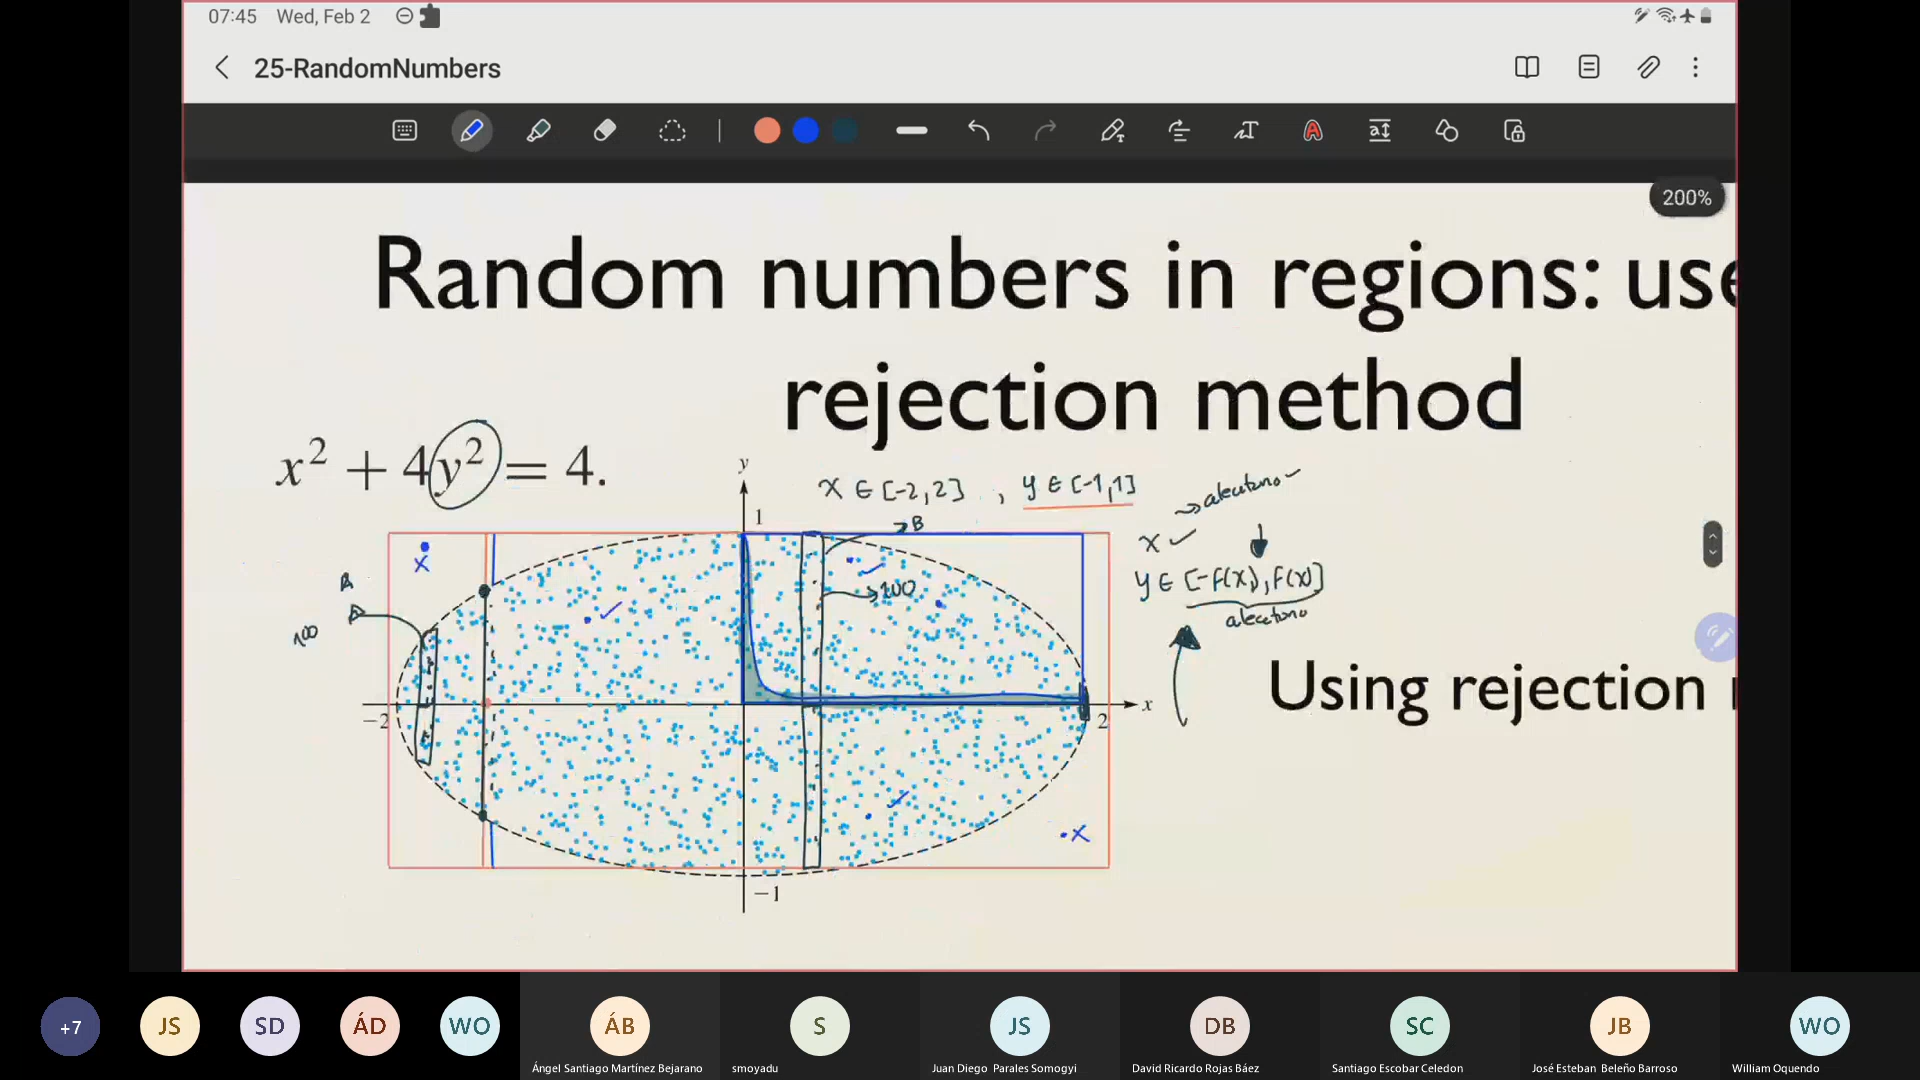 07:45 Wed, Feb 2
25-RandomNumbers
200%
Random numbers in regions: use
rejection method
x² + 4y² = 4.
y
x ∈ [-2,2] , y ∈ [-1,1]
→ aleatorio
1
→ B
x ✓
x
y ∈ [-f(x), f(x)]
aleatorio
A
100
→ 100
Using rejection
-2
2
x
x
-1
+7
JS
SD
ÁD
WO
ÁB
S
JS
DB
SC
JB
WO
Ángel Santiago Martínez Bejarano
smoyadu
Juan Diego Parales Somogyi
David Ricardo Rojas Báez
Santiago Escobar Celedon
José Esteban Beleño Barroso
William Oquendo